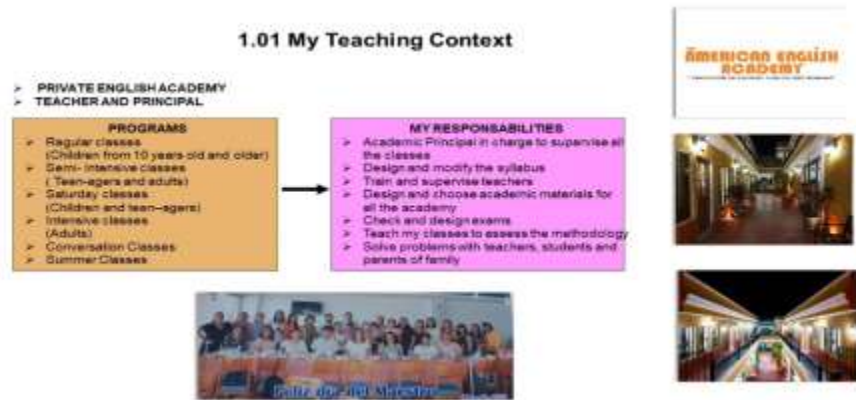 1.01 My Teaching Context
AMERICAN ENGLISH
ACADEMY
➢ PRIVATE ENGLISH ACADEMY
➢ TEACHER AND PRINCIPAL
PROGRAMS
➢ Regular classes
(Children from 10 years old and older)
➢ Semi- Intensive classes
( Teen-agers and adults)
➢ Saturday classes
(Children and teen–agers)
➢ Intensive classes
(Adults)
➢ Conversation Classes
➢ Summer Classes
MY RESPONSABILITIES
➢ Academic Principal in charge to supervise all
the classes
➢ Design and modify the syllabus
➢ Train and supervise teachers
➢ Design and choose academic materials for
all the academy
➢ Check and design exams
➢ Teach my classes to assess the methodology
➢ Solve problems with teachers, students and
parents of family
Feliz dia del Maestro